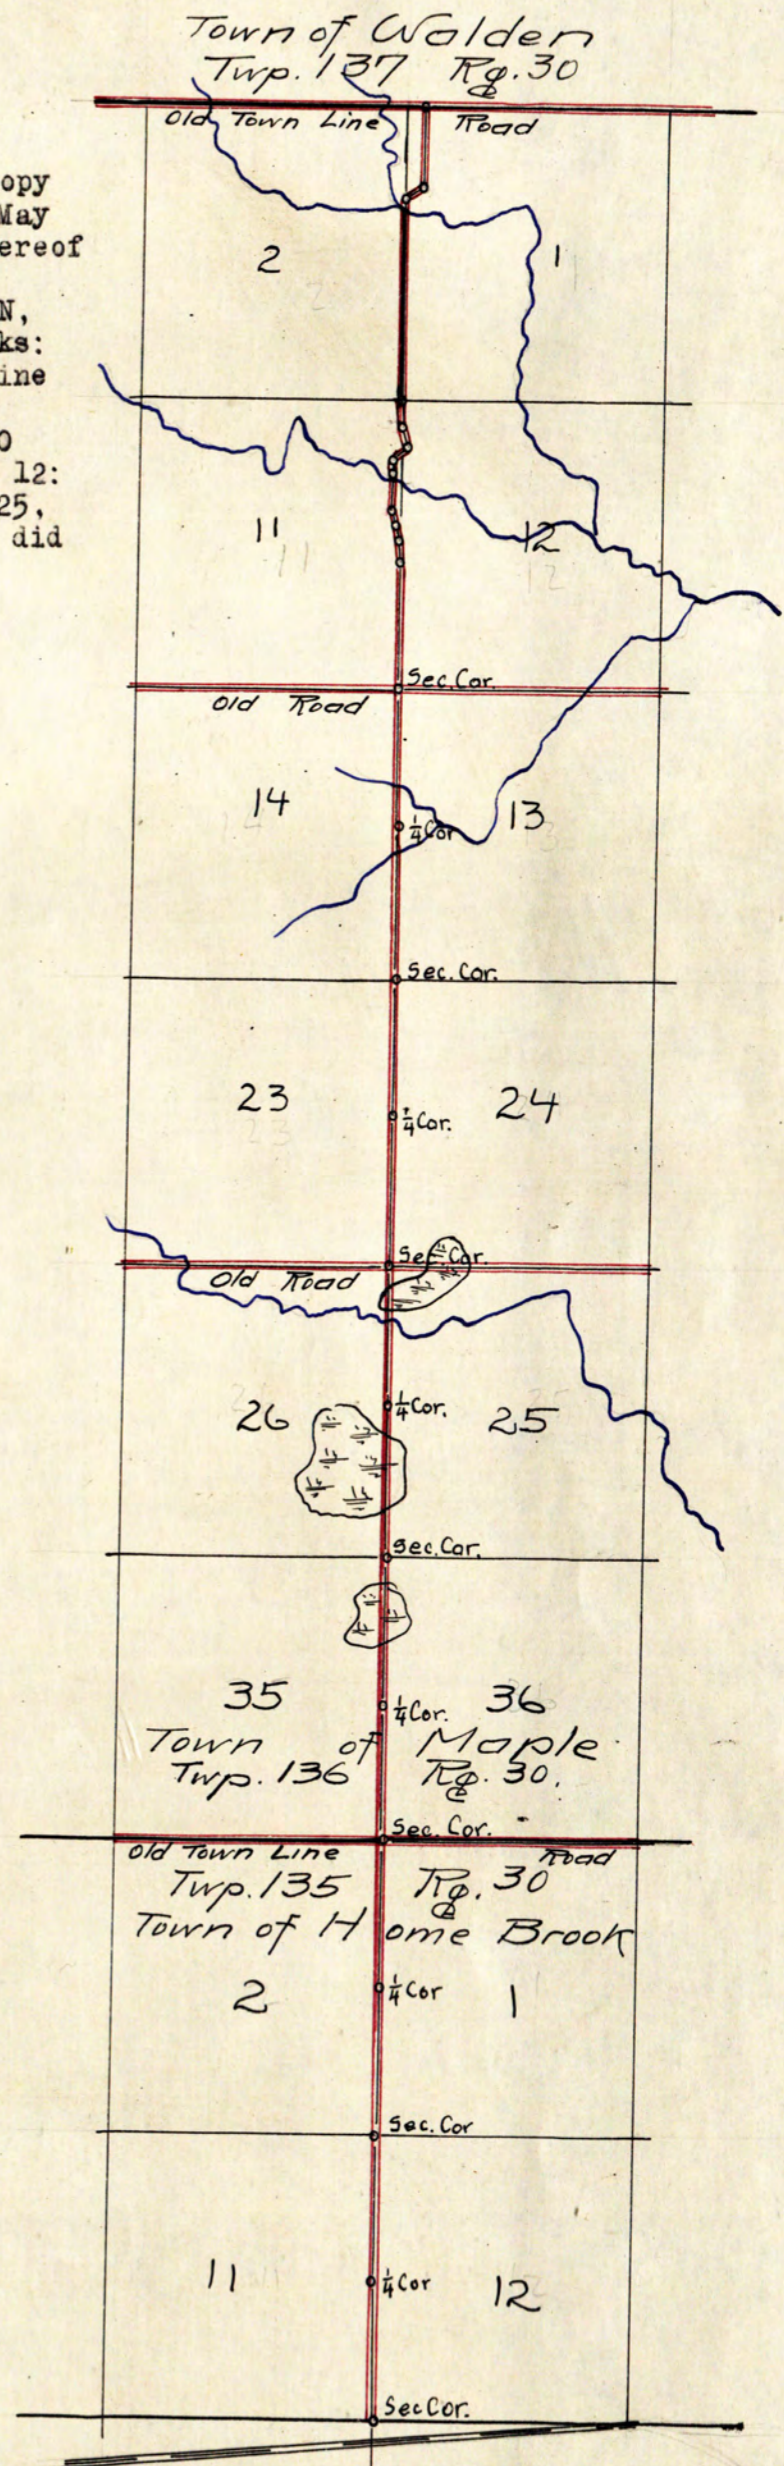 Town of Walden
Twp. 137 Rg. 30
Old Town Line Road
opy
May
ereof
N,
ks:
ine
0
12:
25,
did
2 1
11 12
Sec. Cor.
Old Road
14 13
1/4 Cor
Sec. Cor.
23 24
1/4 Cor.
Sec. Cor.
Old Road
26 25
1/4 Cor.
Sec. Cor.
35 36
1/4 Cor.
Town of Maple
Twp. 136 Rg. 30.
Sec. Cor.
Old Town Line Road
Twp. 135 Rg. 30
Town of Home Brook
2 1
1/4 Cor
Sec. Cor
11 12
1/4 Cor
Sec Cor.